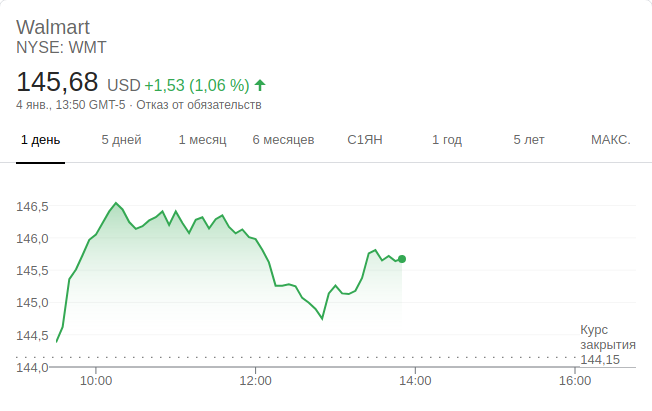 Walmart
NYSE: WMT
145,68 USD +1,53 (1,06 %)
4 янв., 13:50 GMT-5 · Отказ от обязательств
1 день 5 дней 1 месяц 6 месяцев С1ЯН 1 год 5 лет МАКС.
146,5
146,0
145,5
145,0
144,5
144,0
Курс
закрытия
144,15
10:00 12:00 14:00 16:00